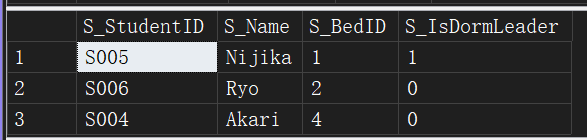 S_StudentID S_Name S_BedID S_IsDormLeader
1 S005 Nijika 1 1
2 S006 Ryo 2 0
3 S004 Akari 4 0